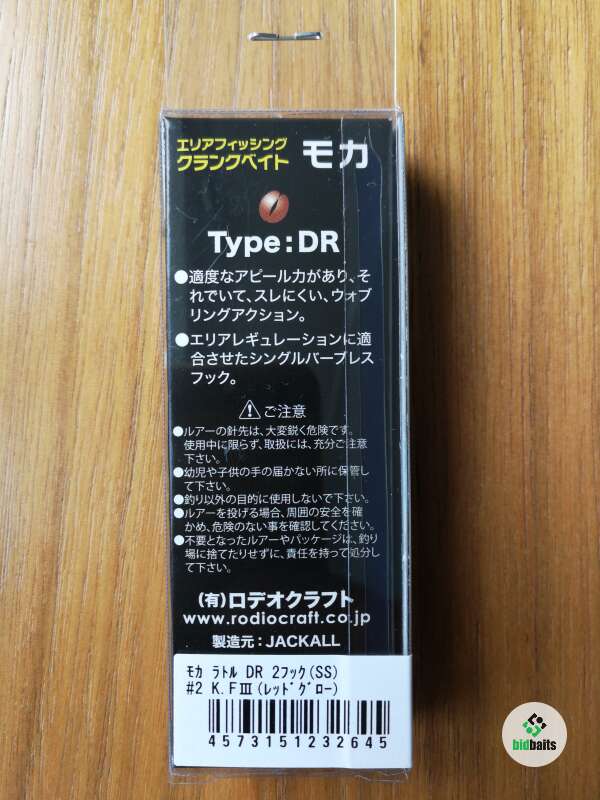 エリアフィッシング
クランクベイト モカ
Type:DR
●適度なアピール力があり、そ
れでいて、スレにくい、ウォブ
リングアクション。
●エリアレギュレーションに適
合させたシングルバーブレス
フック。
ご注意
●ルアーの針先は、大変鋭く危険です。
使用中に限らず、取扱には、充分ご注意
下さい。
●幼児や子供の手の届かない所に保管し
て下さい。
●釣り以外の目的に使用しないで下さい。
●ルアーを投げる場合、周囲の安全を確
かめ、危険のない事を確認してください。
●不要となったルアーやパッケージは、釣り
場に捨てたりせずに、責任を持って処分し
て下さい。
(有)ロデオクラフト
www.rodiocraft.co.jp
製造元:JACKALL
ﾓｶ ﾗﾄﾙ DR 2ﾌｯｸ(SS)
#2 K.FⅢ(ﾚｯﾄﾞｸﾞﾛｰ)
4573151232645
bidbaits